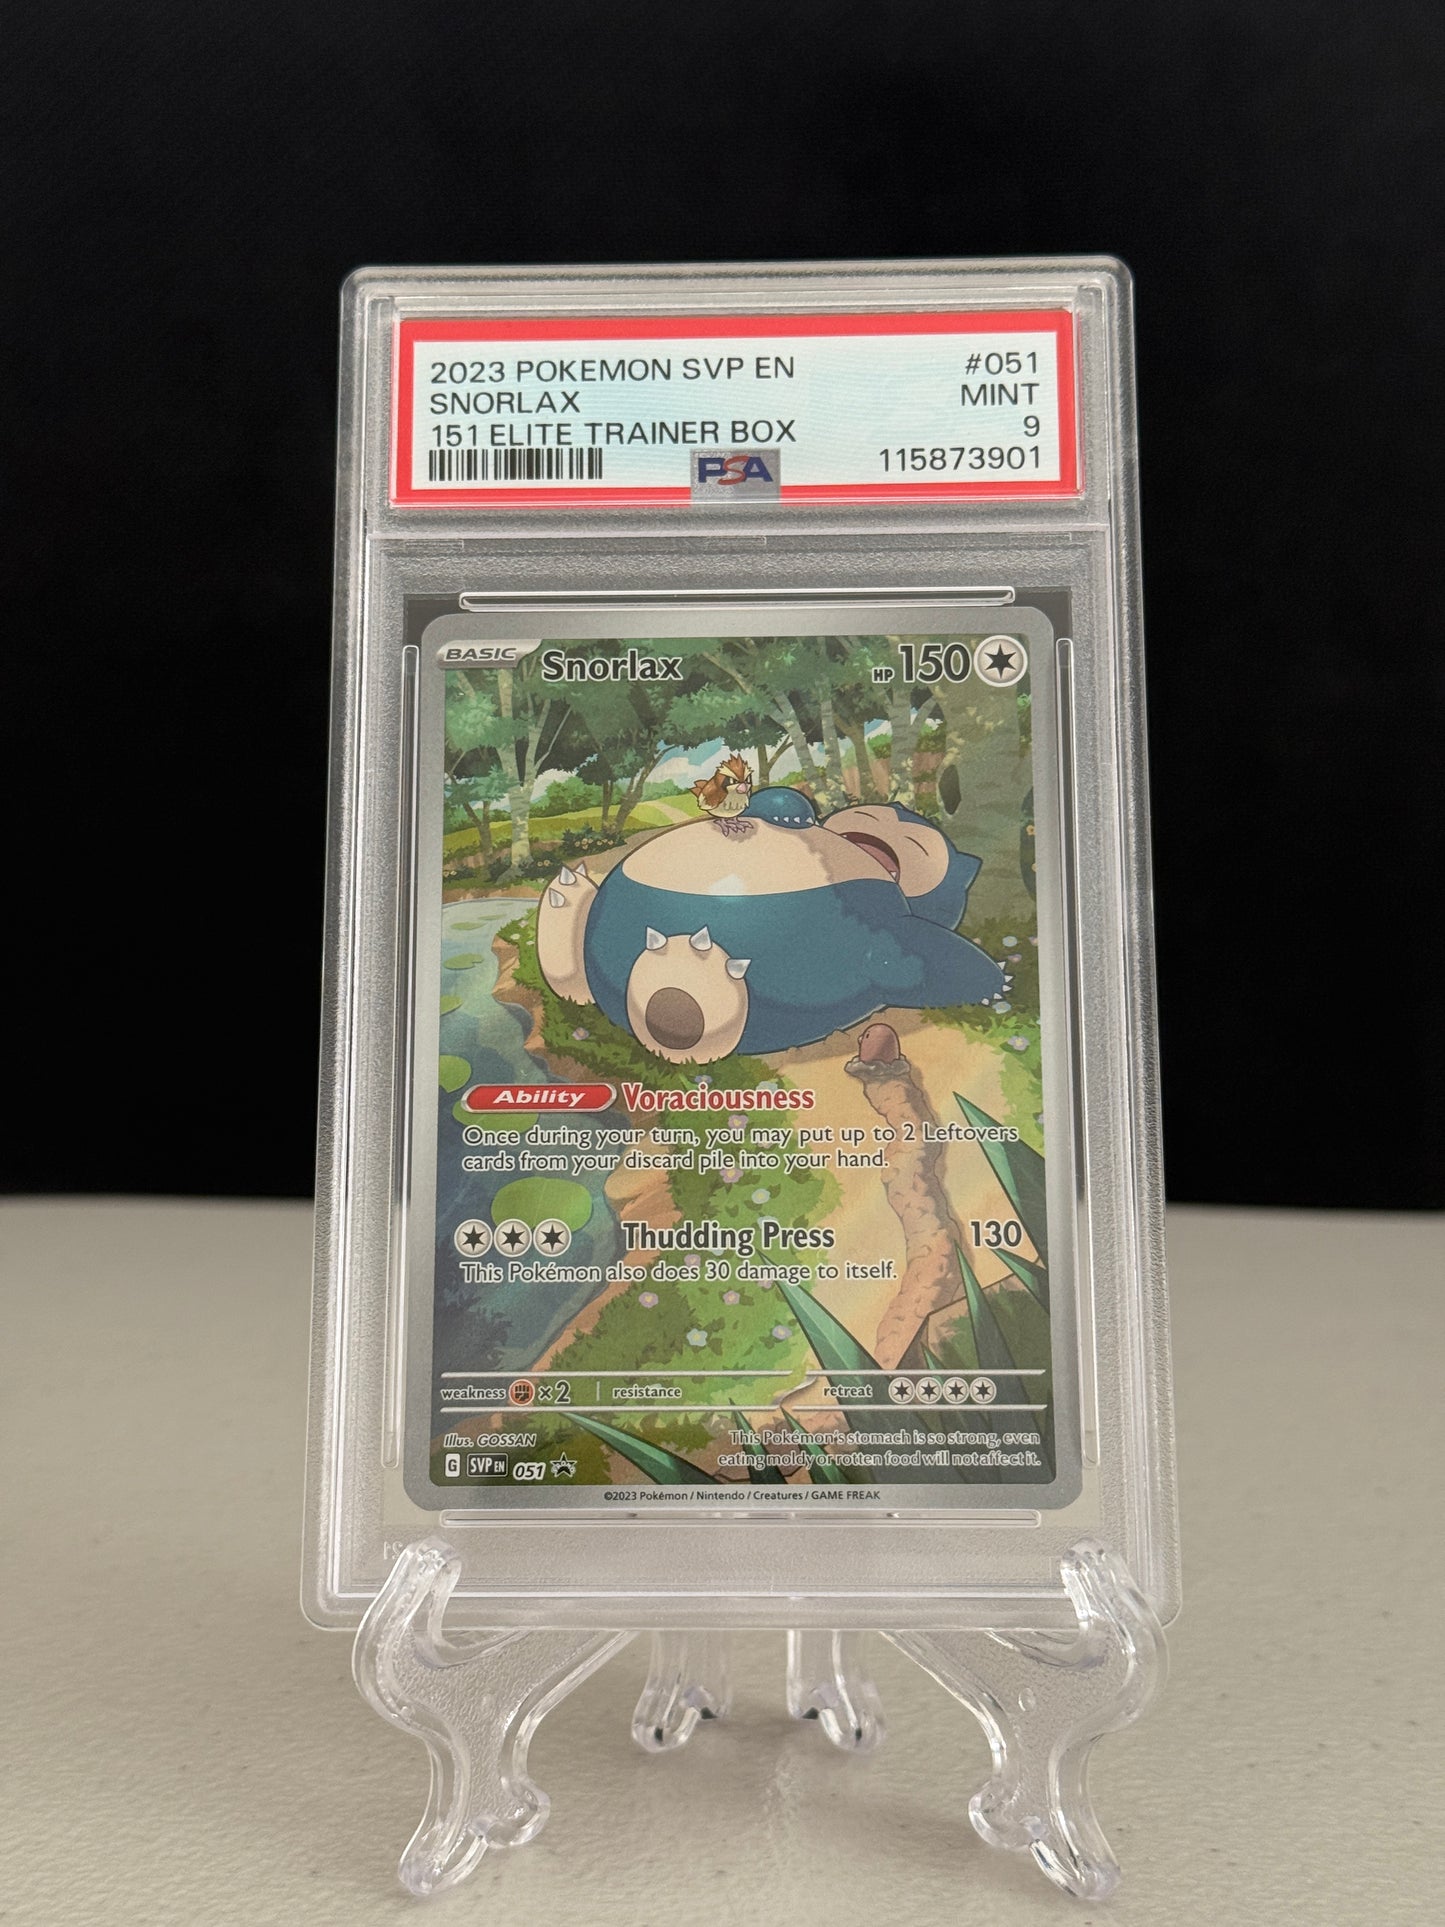 2023 POKEMON SVP EN #051
SNORLAX MINT
151 ELITE TRAINER BOX 9
PSA 115873901
BASIC Snorlax HP 150
Ability Voraciousness
Once during your turn, you may put up to 2 Leftovers
cards from your discard pile into your hand.
Thudding Press 130
This Pokémon also does 30 damage to itself.
weakness ×2 resistance retreat
Illus. GOSSAN
This Pokémon's stomach is so strong, even
eating moldy or rotten food will not affect it.
G SVP EN 051
©2023 Pokémon / Nintendo / Creatures / GAME FREAK